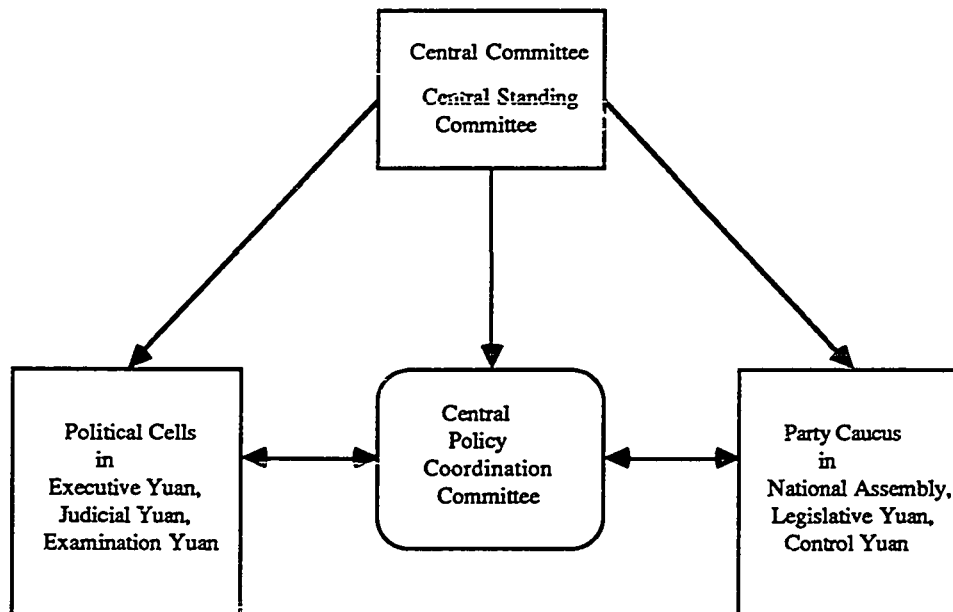 Central Committee
Central Standing
Committee
Political Cells
in
Executive Yuan,
Judicial Yuan,
Examination Yuan
Central
Policy
Coordination
Committee
Party Caucus
in
National Assembly,
Legislative Yuan,
Control Yuan